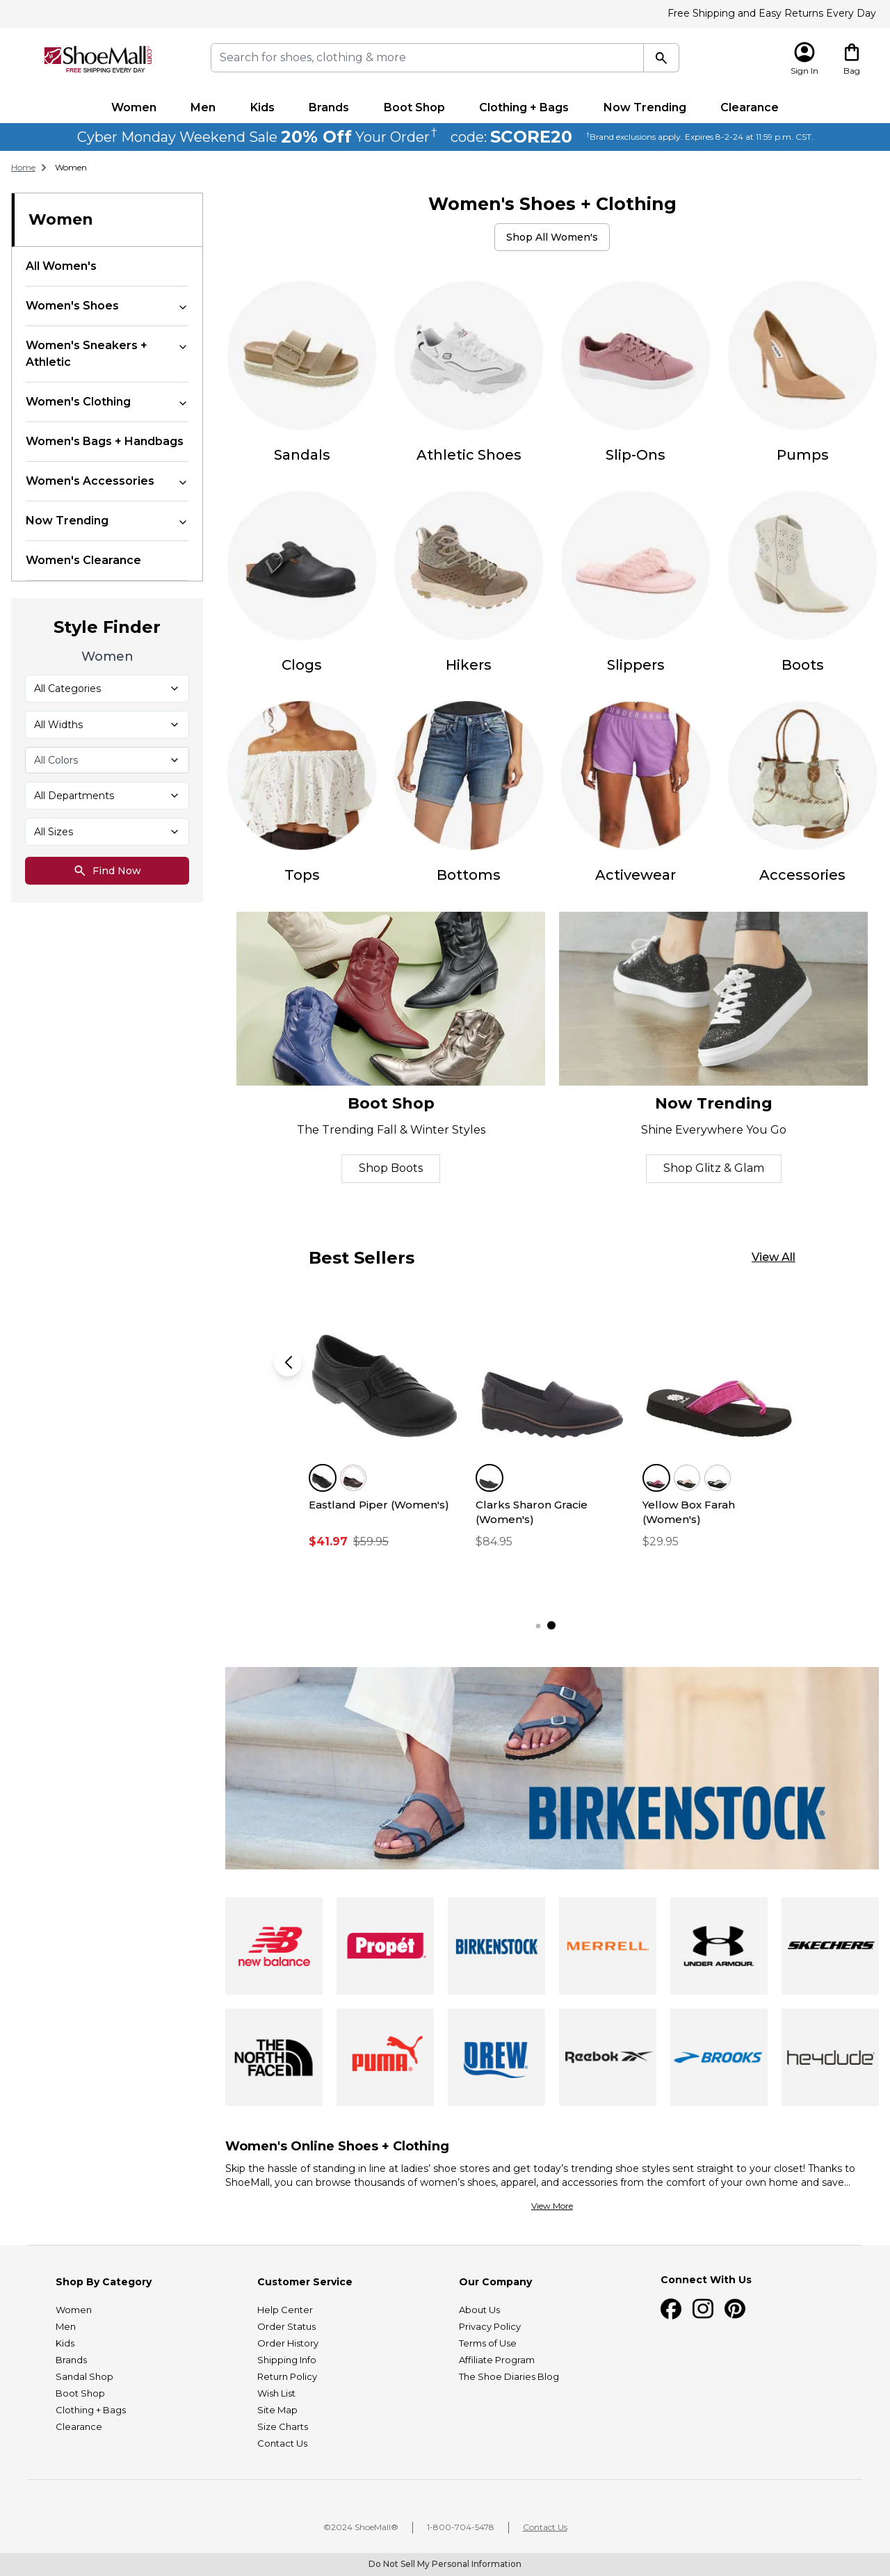 Free Shipping and Easy Returns Every Day
ShoeMall.com
FREE SHIPPING EVERY DAY
Search for shoes, clothing & more
Sign In
Bag
Women Men Kids Brands Boot Shop Clothing + Bags Now Trending Clearance
Cyber Monday Weekend Sale 20% Off Your Order† code: SCORE20 †Brand exclusions apply. Expires 8-2-24 at 11:59 p.m. CST.
Home > Women
Women
All Women's
Women's Shoes
Women's Sneakers +
Athletic
Women's Clothing
Women's Bags + Handbags
Women's Accessories
Now Trending
Women's Clearance
Style Finder
Women
All Categories
All Widths
All Colors
All Departments
All Sizes
Find Now
Women's Shoes + Clothing
Shop All Women's
Sandals
Athletic Shoes
Slip-Ons
Pumps
Clogs
Hikers
Slippers
Boots
UNDER ARMOUR
Tops
Bottoms
Activewear
Accessories
Boot Shop
The Trending Fall & Winter Styles
Shop Boots
Now Trending
Shine Everywhere You Go
Shop Glitz & Glam
Best Sellers
View All
Eastland Piper (Women's)
$41.97 $59.95
Clarks Sharon Gracie
(Women's)
$84.95
Yellow Box Farah
(Women's)
$29.95
BIRKENSTOCK
new balance
Propét
BIRKENSTOCK
MERRELL
UNDER ARMOUR
SKECHERS
THE
NORTH
FACE
PUMA
DREW
Reebok
BROOKS
heydude
Women's Online Shoes + Clothing
Skip the hassle of standing in line at ladies' shoe stores and get today's trending shoe styles sent straight to your closet! Thanks to
ShoeMall, you can browse thousands of women's shoes, apparel, and accessories from the comfort of your own home and save...
View More
Shop By Category
Women
Men
Kids
Brands
Sandal Shop
Boot Shop
Clothing + Bags
Clearance
Customer Service
Help Center
Order Status
Order History
Shipping Info
Return Policy
Wish List
Site Map
Size Charts
Contact Us
Our Company
About Us
Privacy Policy
Terms of Use
Affiliate Program
The Shoe Diaries Blog
Connect With Us
©2024 ShoeMall® | 1-800-704-5478 | Contact Us
Do Not Sell My Personal Information